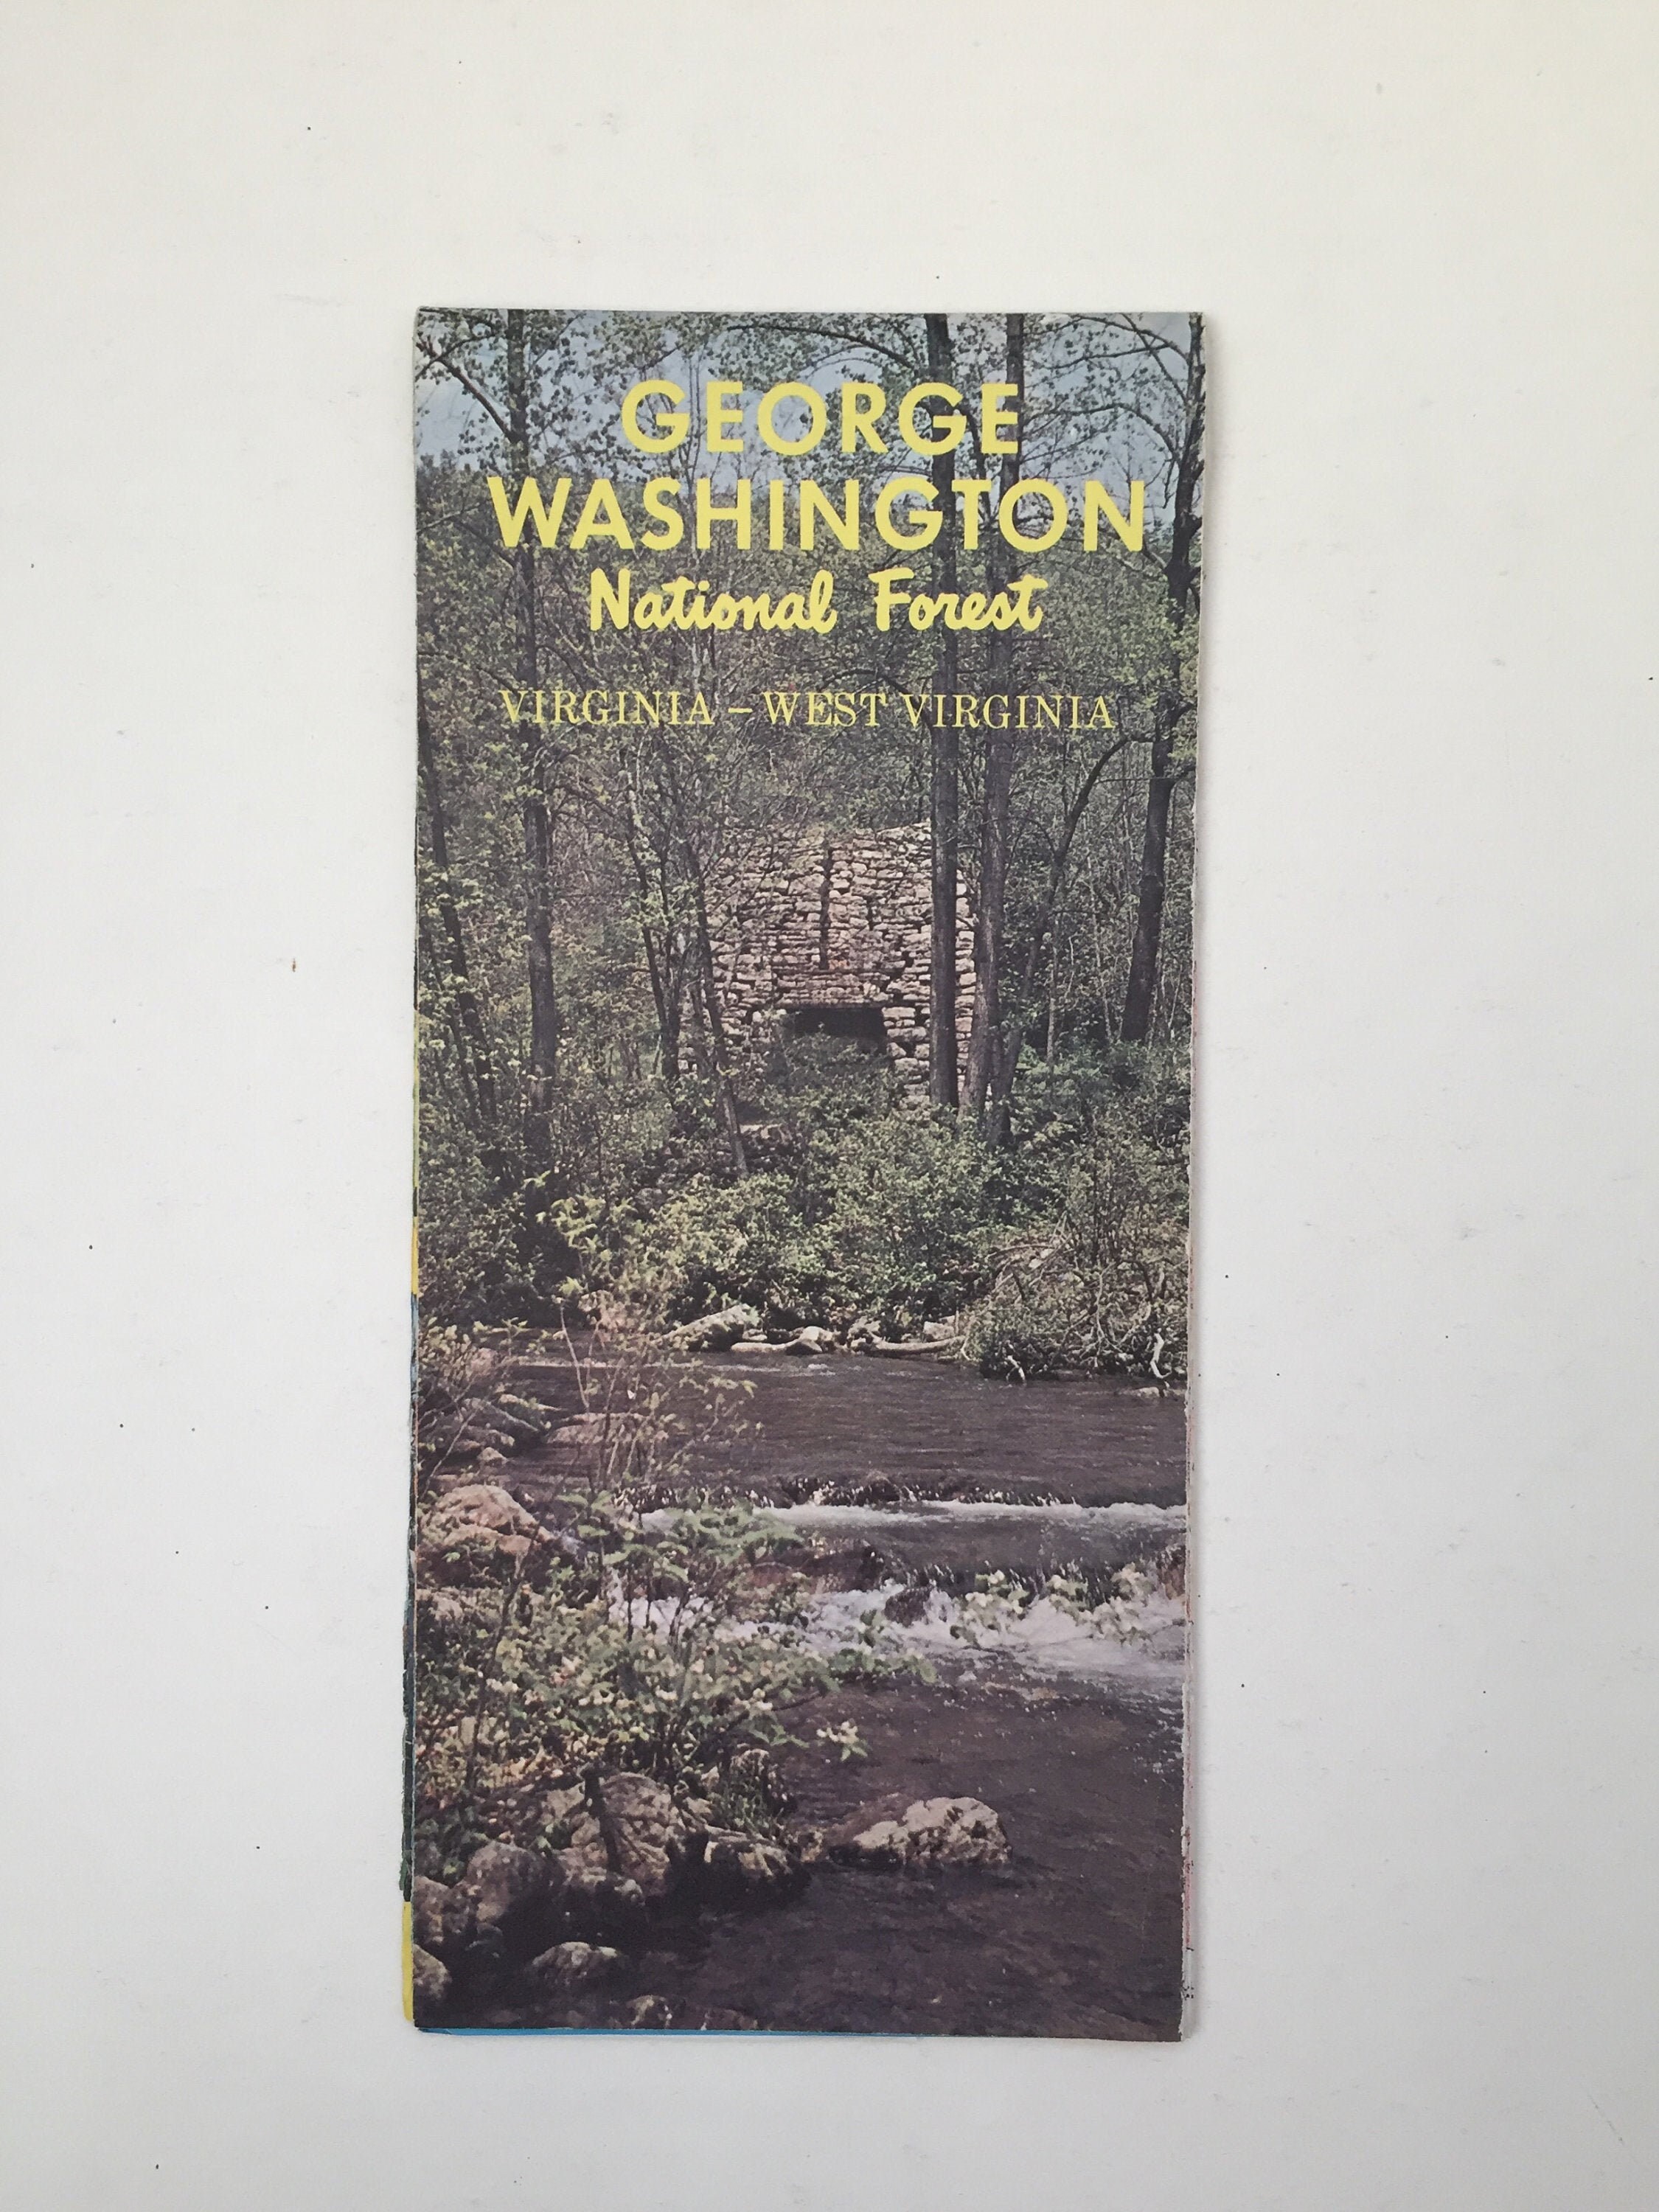 GEORGE
WASHINGTON
National Forest
VIRGINIA – WEST VIRGINIA